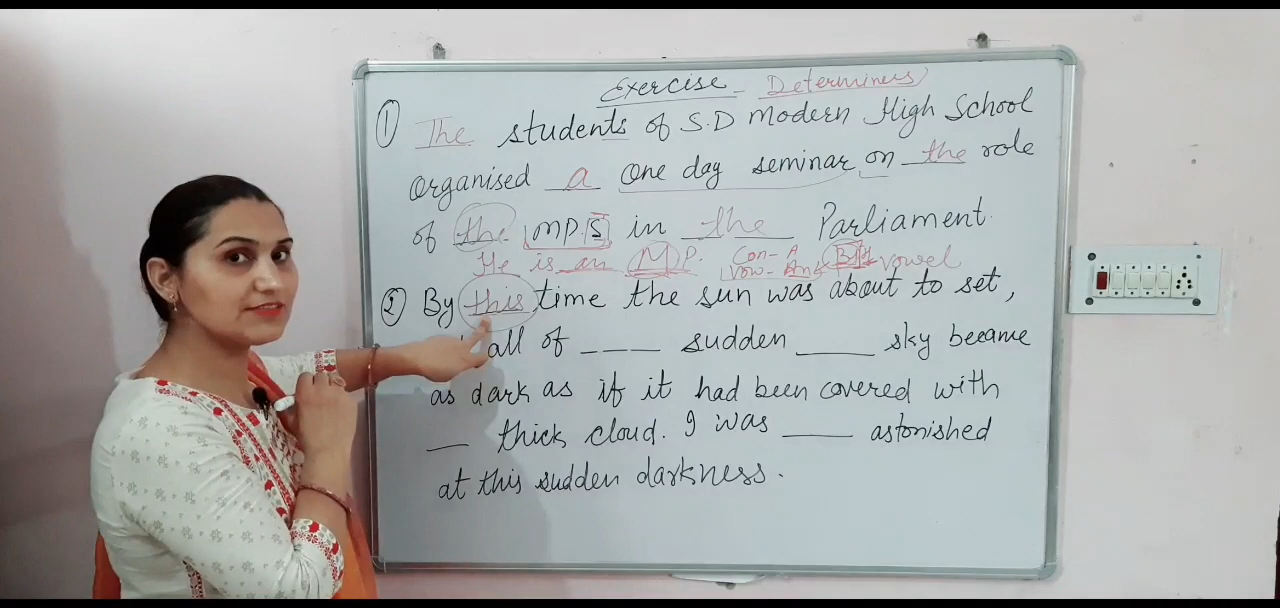 Exercise - Determiners
① The students of S.D Modern High School
organised a one day seminar on the role
of the MP's in the Parliament.
He is an M P. Con - A vowel
Vow - An
② By this time the sun was about to set,
all of ___ sudden ___ sky became
as dark as if it had been covered with
__ thick cloud. I was ___ astonished
at this sudden darkness.